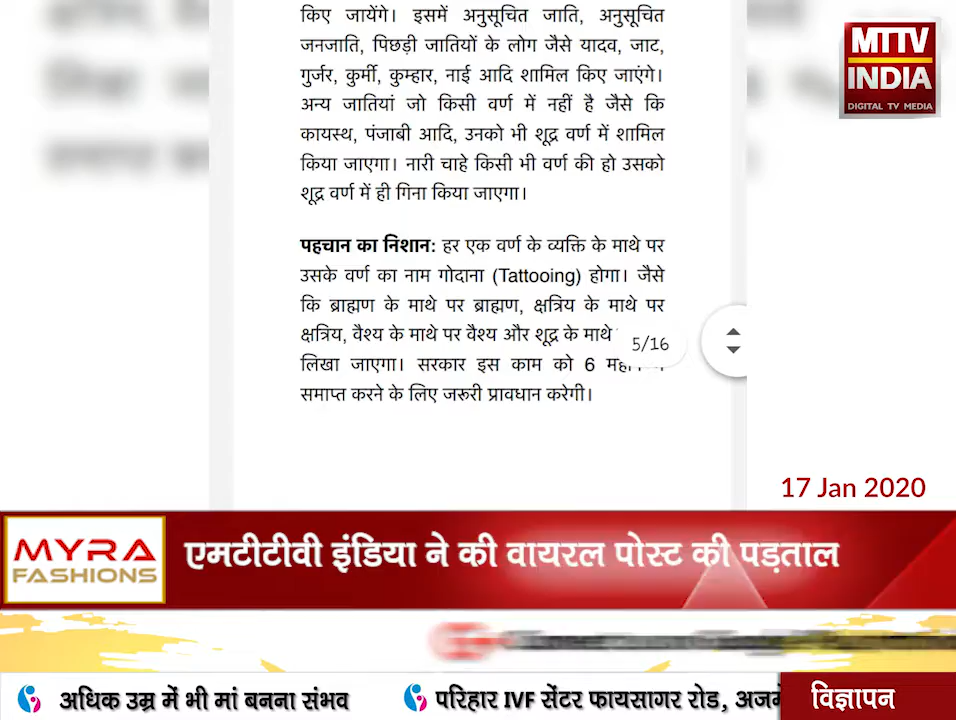 किए जायेंगे। इसमें अनुसूचित जाति, अनुसूचित
जनजाति, पिछड़ी जातियों के लोग जैसे यादव, जाट,
गुर्जर, कुर्मी, कुम्हार, नाई आदि शामिल किए जाएंगे।
अन्य जातियां जो किसी वर्ण में नहीं है जैसे कि
कायस्थ, पंजाबी आदि, उनको भी शूद्र वर्ण में शामिल
किया जाएगा। नारी चाहे किसी भी वर्ण की हो उसको
शूद्र वर्ण में ही गिना किया जाएगा।
पहचान का निशान: हर एक वर्ण के व्यक्ति के माथे पर
उसके वर्ण का नाम गोदाना (Tattooing) होगा। जैसे
कि ब्राह्मण के माथे पर ब्राह्मण, क्षत्रिय के माथे पर
क्षत्रिय, वैश्य के माथे पर वैश्य और शूद्र के माथे
लिखा जाएगा। सरकार इस काम को 6
समाप्त करने के लिए जरूरी प्रावधान करेगी।
5/16
MTTV
INDIA
DIGITAL TV MEDIA
17 Jan 2020
MYRA
FASHIONS
एमटीटीवी इंडिया ने की वायरल पोस्ट की पड़ताल
अधिक उम्र में भी मां बनना संभव
परिहार IVF सेंटर फायसागर रोड,
विज्ञापन